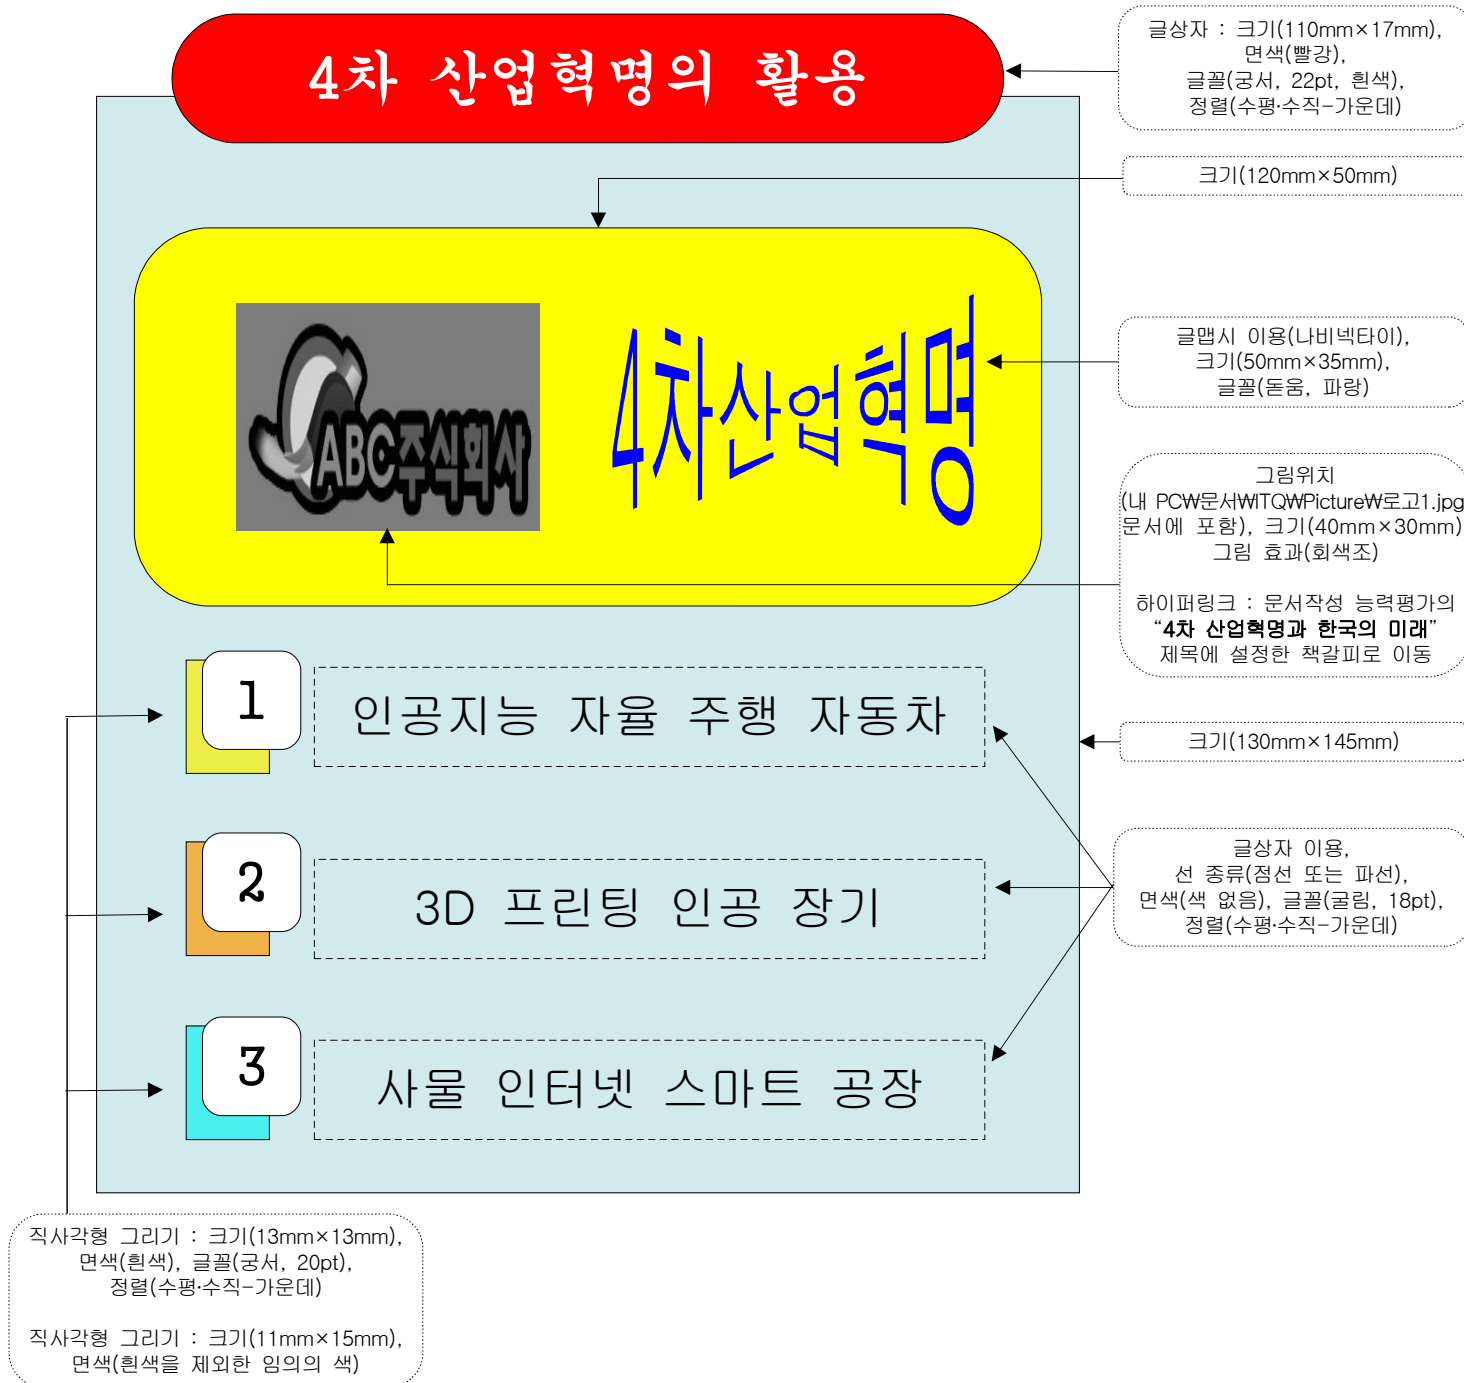 4차 산업혁명의 활용
글상자 : 크기(110mm×17mm),
면색(빨강),
글꼴(궁서, 22pt, 흰색),
정렬(수평·수직-가운데)
크기(120mm×50mm)
ABC주식회사
4차산업혁명
글맵시 이용(나비넥타이),
크기(50mm×35mm),
글꼴(돋움, 파랑)
그림위치
(내 PC₩문서₩ITQ₩Picture₩로고1.jpg
문서에 포함), 크기(40mm×30mm)
그림 효과(회색조)
하이퍼링크 : 문서작성 능력평가의
“4차 산업혁명과 한국의 미래”
제목에 설정한 책갈피로 이동
1
인공지능 자율 주행 자동차
크기(130mm×145mm)
2
3D 프린팅 인공 장기
글상자 이용,
선 종류(점선 또는 파선),
면색(색 없음), 글꼴(굴림, 18pt),
정렬(수평·수직-가운데)
3
사물 인터넷 스마트 공장
직사각형 그리기 : 크기(13mm×13mm),
면색(흰색), 글꼴(궁서, 20pt),
정렬(수평·수직-가운데)
직사각형 그리기 : 크기(11mm×15mm),
면색(흰색을 제외한 임의의 색)